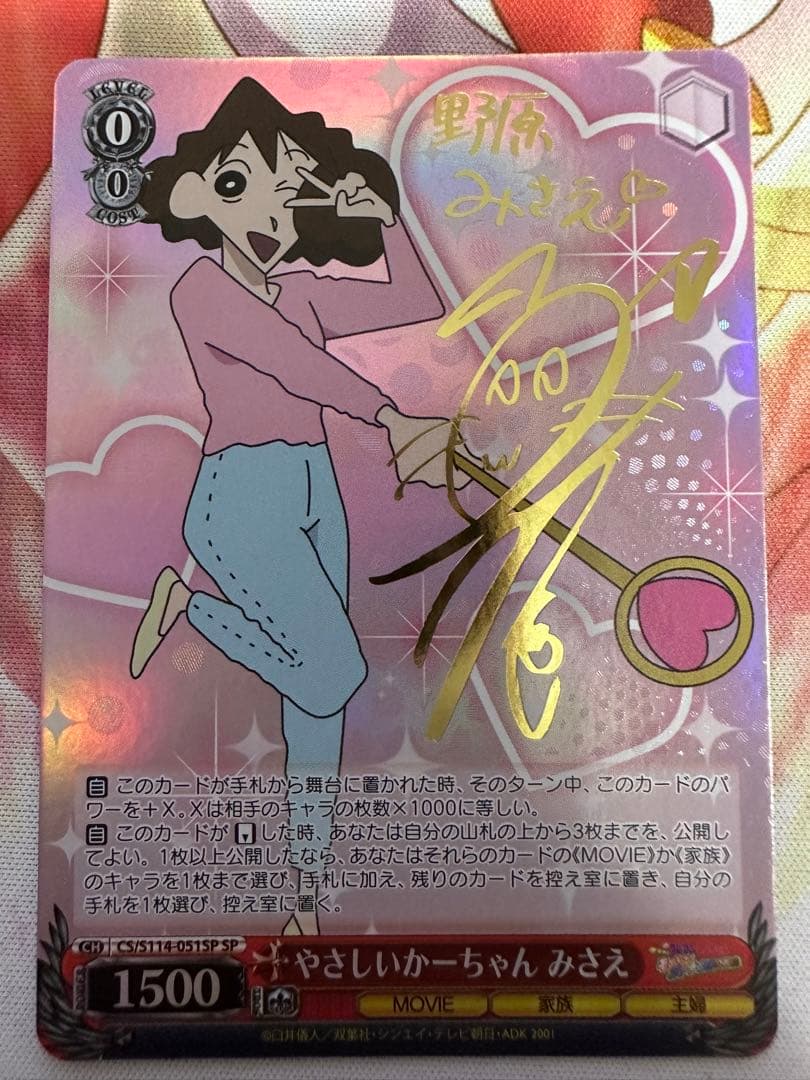 LEVEL
0
0
COST
野原
みさえ
自 このカードが手札から舞台に置かれた時、そのターン中、このカードのパ
ワーを＋X。Xは相手のキャラの枚数×1000に等しい。
自 このカードが した時、あなたは自分の山札の上から3枚までを、公開し
てよい。1枚以上公開したなら、あなたはそれらのカードの《MOVIE》か《家族》
のキャラを1枚まで選び、手札に加え、残りのカードを控え室に置き、自分の
手札を1枚選び、控え室に置く。
CH CS/S114-051SP SP
やさしいかーちゃん みさえ
1500
MOVIE 家族 主婦
©臼井儀人／双葉社・シンエイ・テレビ朝日・ADK 2001